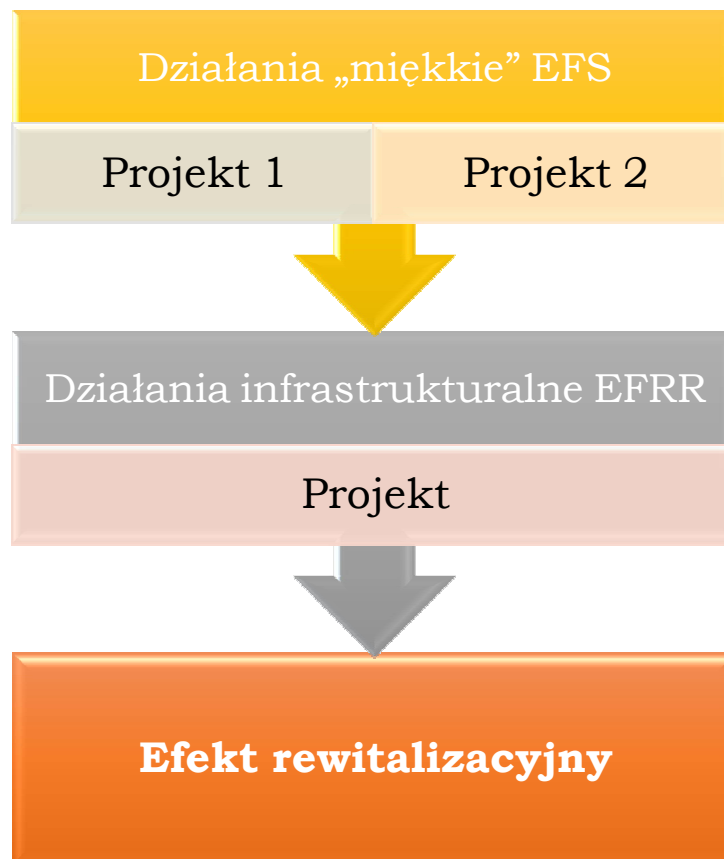 Działania „miękkie” EFS
Projekt 1
Projekt 2
Działania infrastrukturalne EFRR
Projekt
Efekt rewitalizacyjny